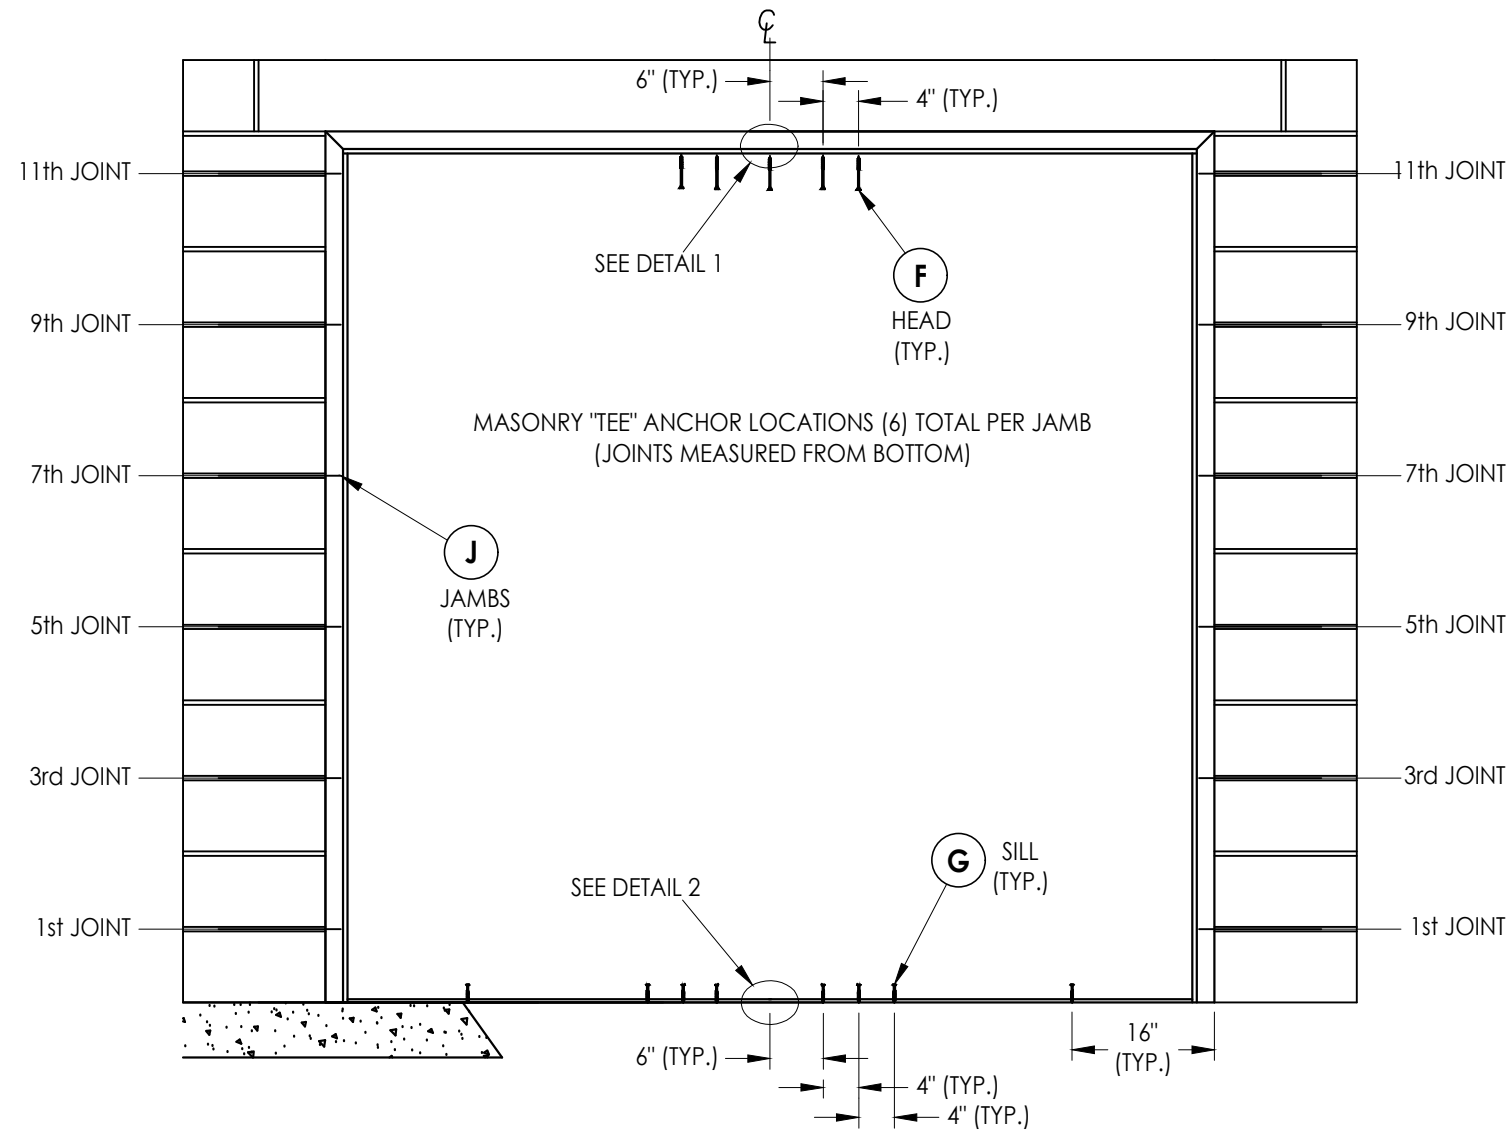 ℄
6" (TYP.)
4" (TYP.)
11th JOINT
11th JOINT
SEE DETAIL 1
F
HEAD
(TYP.)
9th JOINT
9th JOINT
MASONRY "TEE" ANCHOR LOCATIONS (6) TOTAL PER JAMB
(JOINTS MEASURED FROM BOTTOM)
7th JOINT
7th JOINT
J
JAMBS
(TYP.)
5th JOINT
5th JOINT
3rd JOINT
3rd JOINT
G
SILL
(TYP.)
SEE DETAIL 2
1st JOINT
1st JOINT
6" (TYP.)
16"
(TYP.)
4" (TYP.)
4" (TYP.)